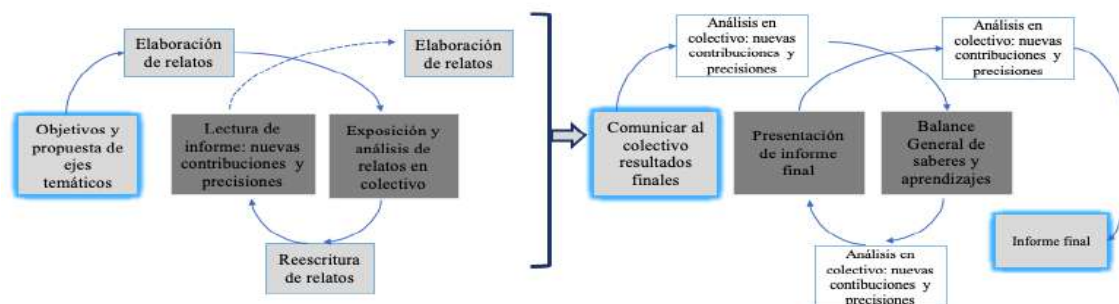 Elaboración
de relatos
Elaboración
de relatos
Objetivos y
propuesta de
ejes
temáticos
Lectura de
informe: nuevas
contribuciones y
precisiones
Exposición y
análisis de
relatos en
colectivo
Reescritura
de relatos
Análisis en
colectivo: nuevas
contribuciones y
precisiones
Análisis en
colectivo: nuevas
contribuciones y
precisiones
Comunicar al
colectivo
resultados
finales
Presentación
de informe
final
Balance
General de
saberes y
aprendizajes
Informe final
Análisis en
colectivo: nuevas
contibuciones y
precisiones